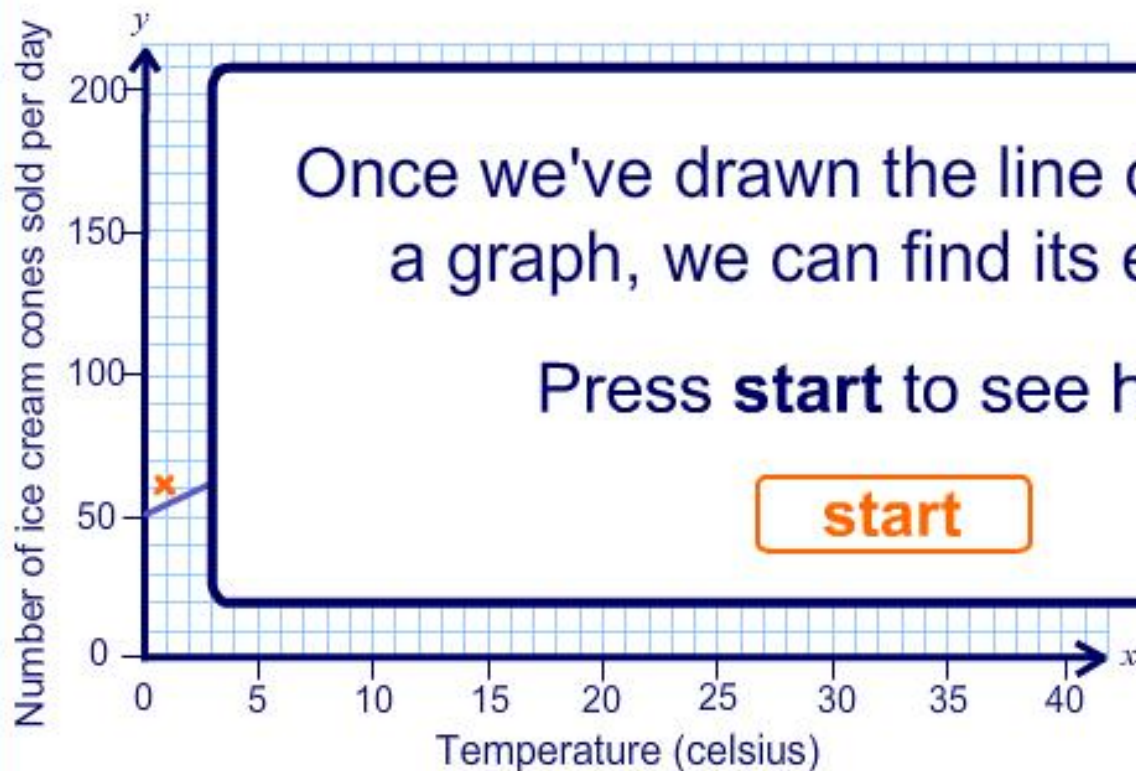 y
Number of ice cream cones sold per day
200
150
100
50
0
Once we've drawn the line
a graph, we can find its
Press start to see
start
0 5 10 15 20 25 30 35 40
x
Temperature (celsius)